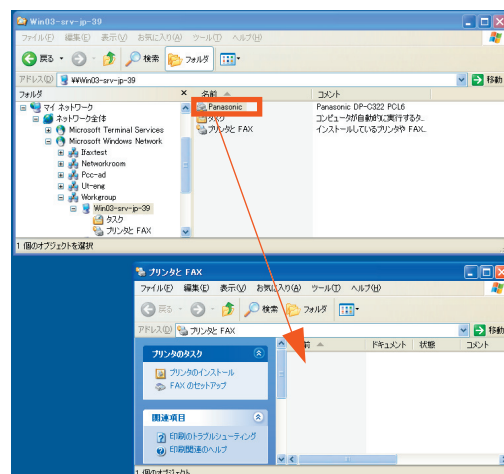 Win03-srv-jp-39
ファイル(F) 編集(E) 表示(V) お気に入り(A) ツール(T) ヘルプ(H)
戻る 検索 フォルダ
アドレス(D) ¥¥Win03-srv-jp-39 移動
フォルダ × 名前 コメント
マイ ネットワーク Panasonic Panasonic DP-C322 PCL6
ネットワーク全体 タスク コンピュータが自動的に実行するタ...
Microsoft Terminal Services プリンタと FAX インストールしているプリンタや FAX...
Microsoft Windows Network
Ifaxtest
Networkroom
Pcc-ad
Ut-eng
Workgroup
Win03-srv-jp-39
タスク
プリンタと FAX
1 個のオブジェクトを選択
プリンタと FAX
ファイル(F) 編集(E) 表示(V) お気に入り(A) ツール(T) ヘルプ(H)
戻る 検索 フォルダ
アドレス(D) プリンタと FAX 移動
プリンタのタスク 名前 ドキュメント 状態 コメント
プリンタのインストール
FAX のセットアップ
関連項目
印刷のトラブルシューティング
印刷関連のヘルプ